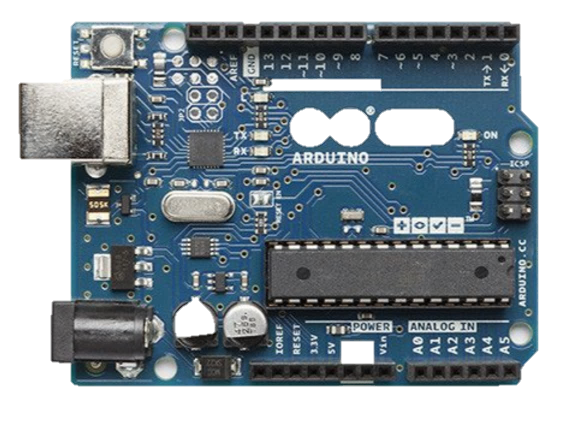 RESET
AREF
GND
13
12
~11
~10
~9
8
7
~6
~5
4
~3
2
TX→1
RX←0
TX
RX
®
ARDUINO
ON
ICSP
RESET EN
ARDUINO.CC
IOREF
RESET
3.3V
5V
POWER
Vin
ANALOG IN
A0
A1
A2
A3
A4
A5